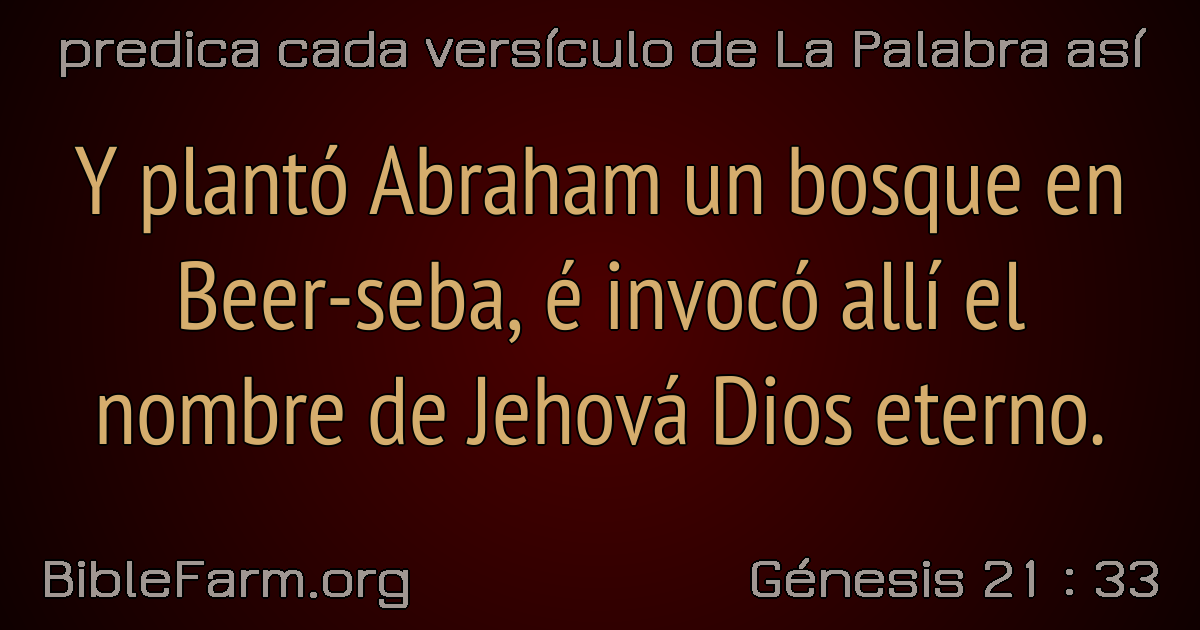 predica cada versículo de La Palabra así
Y plantó Abraham un bosque en
Beer-seba, é invocó allí el
nombre de Jehová Dios eterno.
BibleFarm.org
Génesis 21 : 33